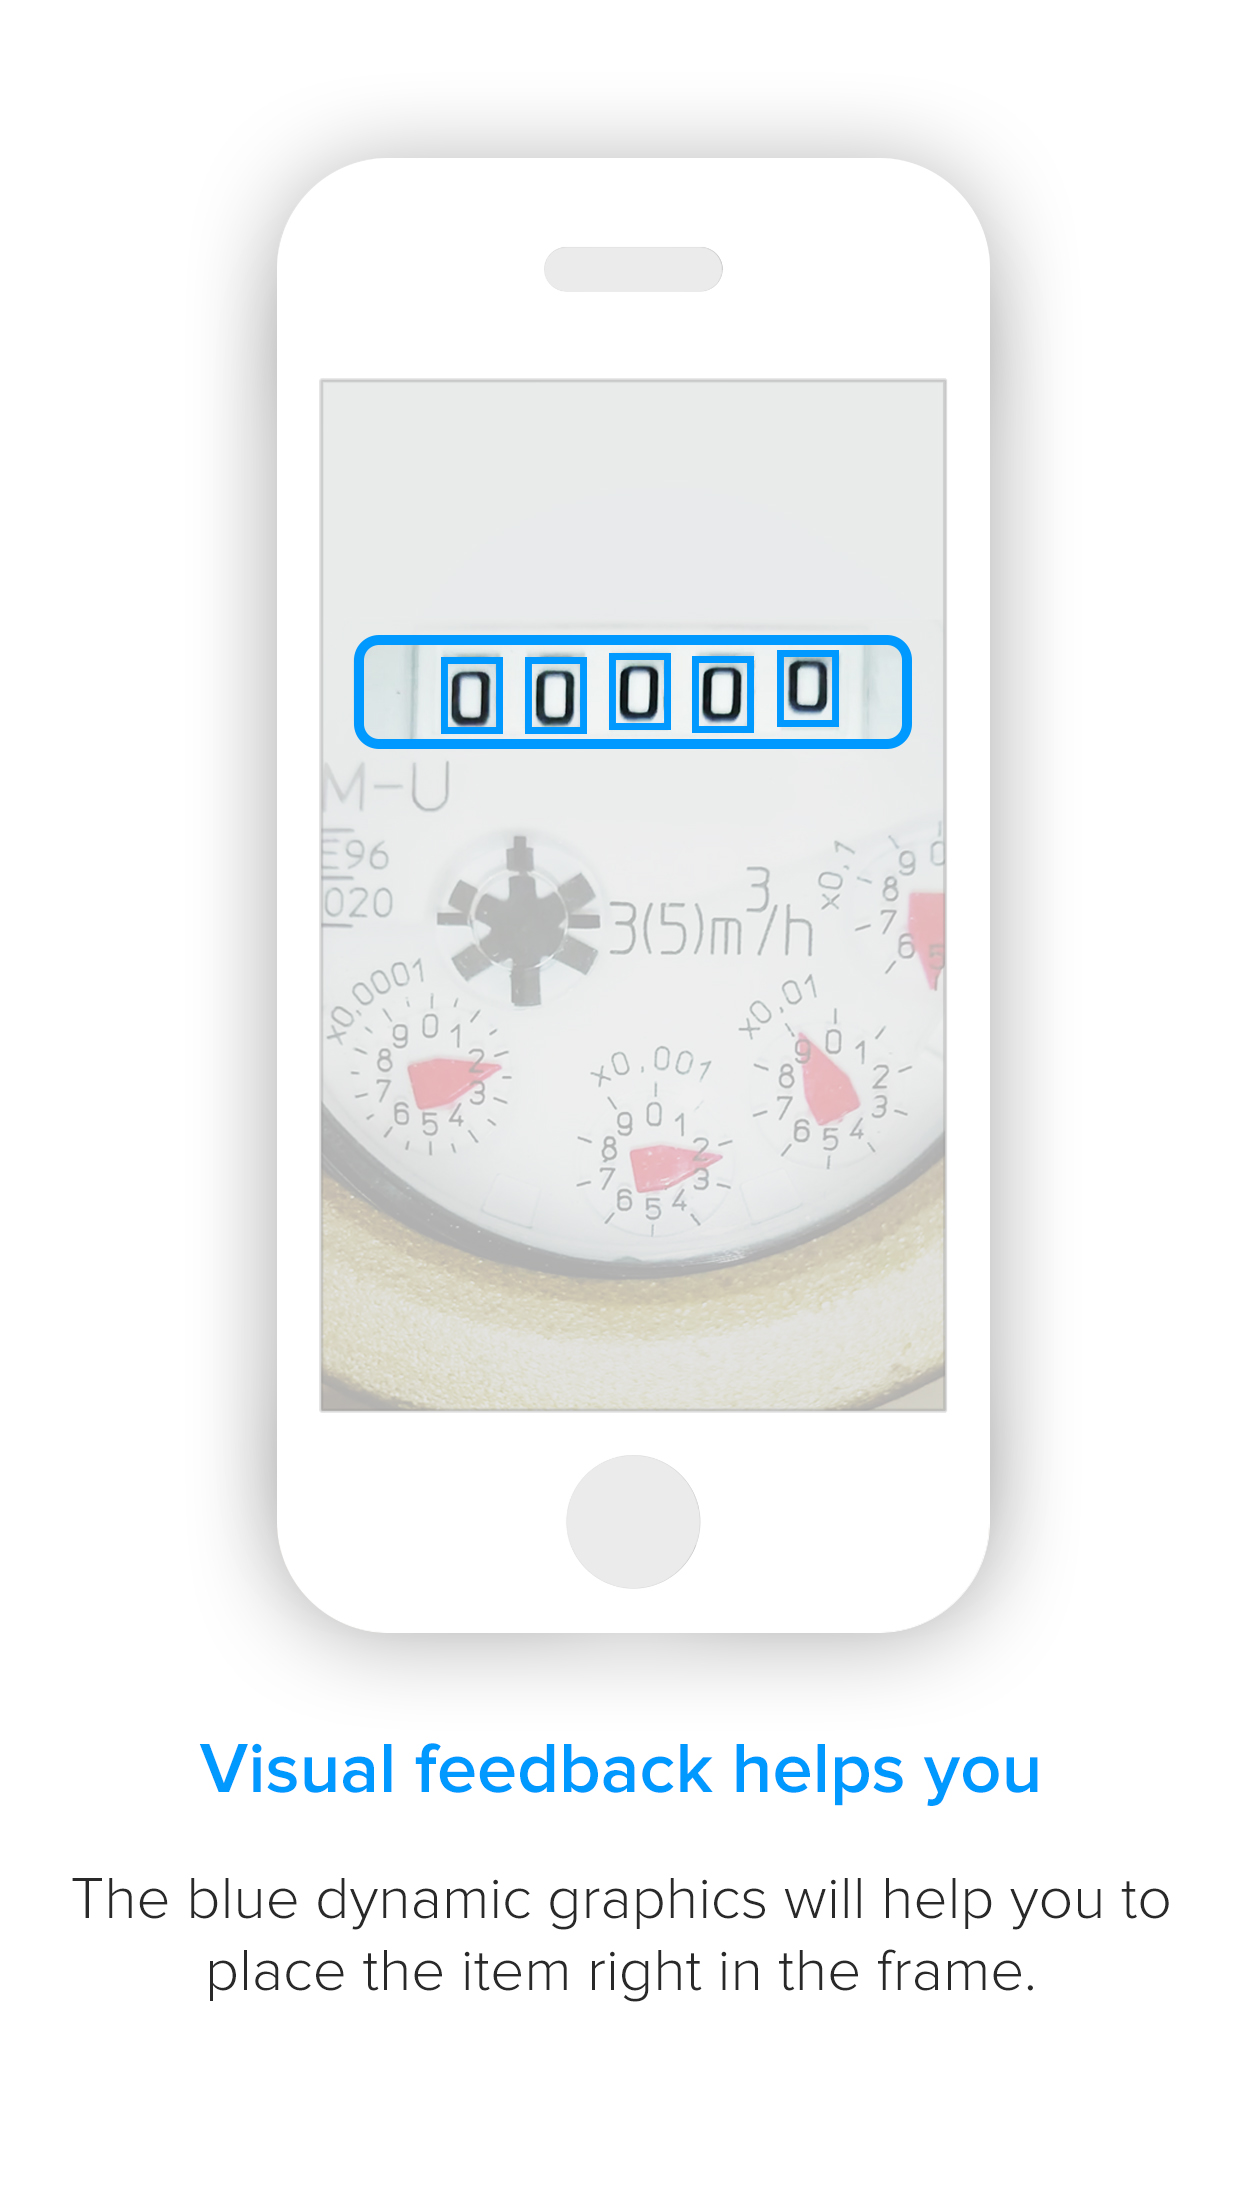 0 0 0 0 0
M-U
E96
020
3(5)m³/h
x0,1
9 0
8
7
6
5
x0,0001
9 0 1
8 2
7 3
6 5 4
x0,001
9 0 1
8 2
7 3
6 5 4
x0,01
9 0 1
8 2
7 3
6 5 4
Visual feedback helps you
The blue dynamic graphics will help you to
place the item right in the frame.